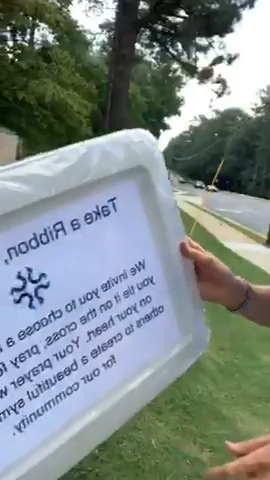 Take a Ribbon,
We invite you to choose a
you tie it on the cross, pray fo
on your heart. Your prayer w
others to create a beautiful sym
for our community.